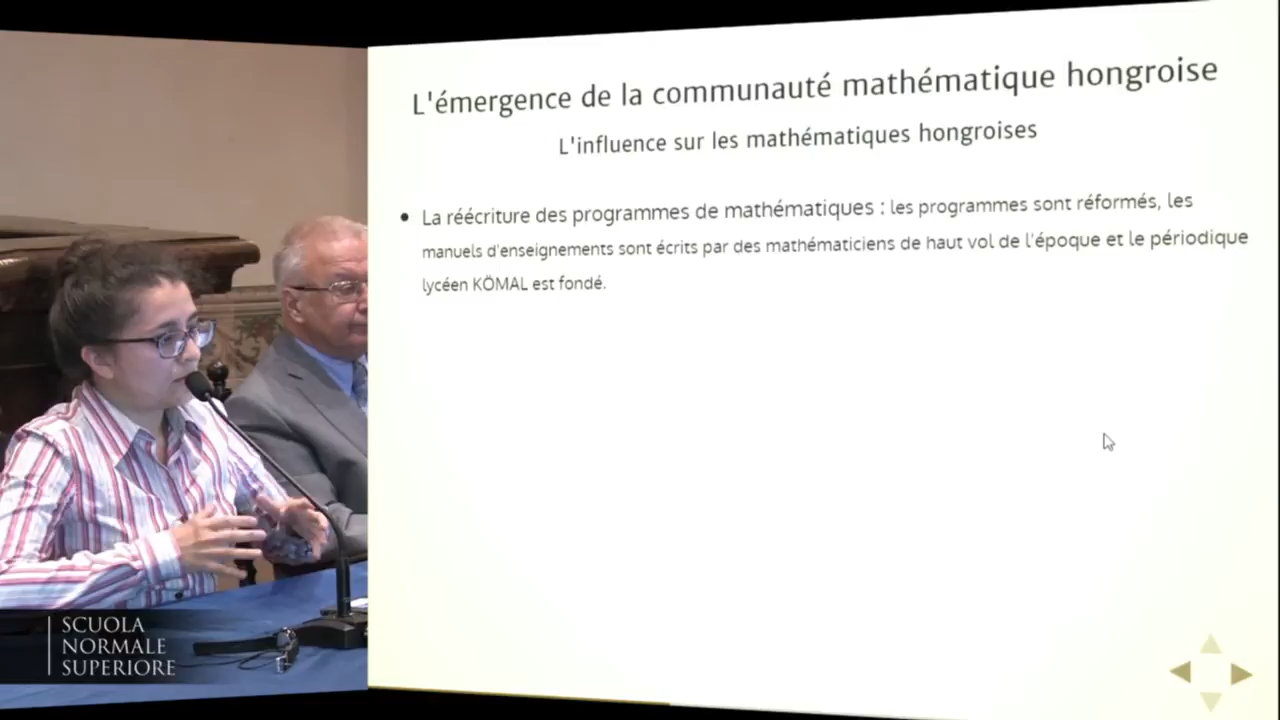 L'émergence de la communauté mathématique hongroise
L'influence sur les mathématiques hongroises
• La réécriture des programmes de mathématiques : les programmes sont réformés, les
manuels d'enseignements sont écrits par des mathématiciens de haut vol de l'époque et le périodique
lycéen KÖMAL est fondé.
SCUOLA
NORMALE
SUPERIORE